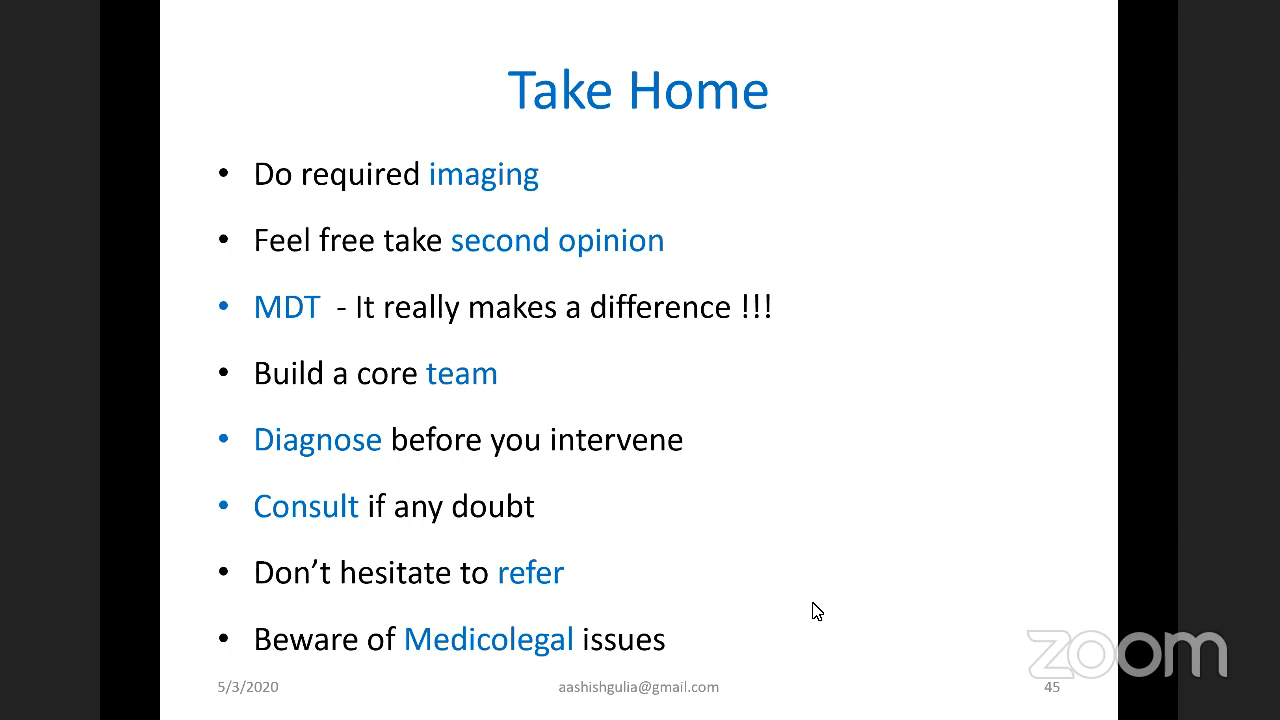 Take Home
• Do required imaging
• Feel free take second opinion
• MDT - It really makes a difference !!!
• Build a core team
• Diagnose before you intervene
• Consult if any doubt
• Don’t hesitate to refer
• Beware of Medicolegal issues
5/3/2020 aashishgulia@gmail.com 45
zoom